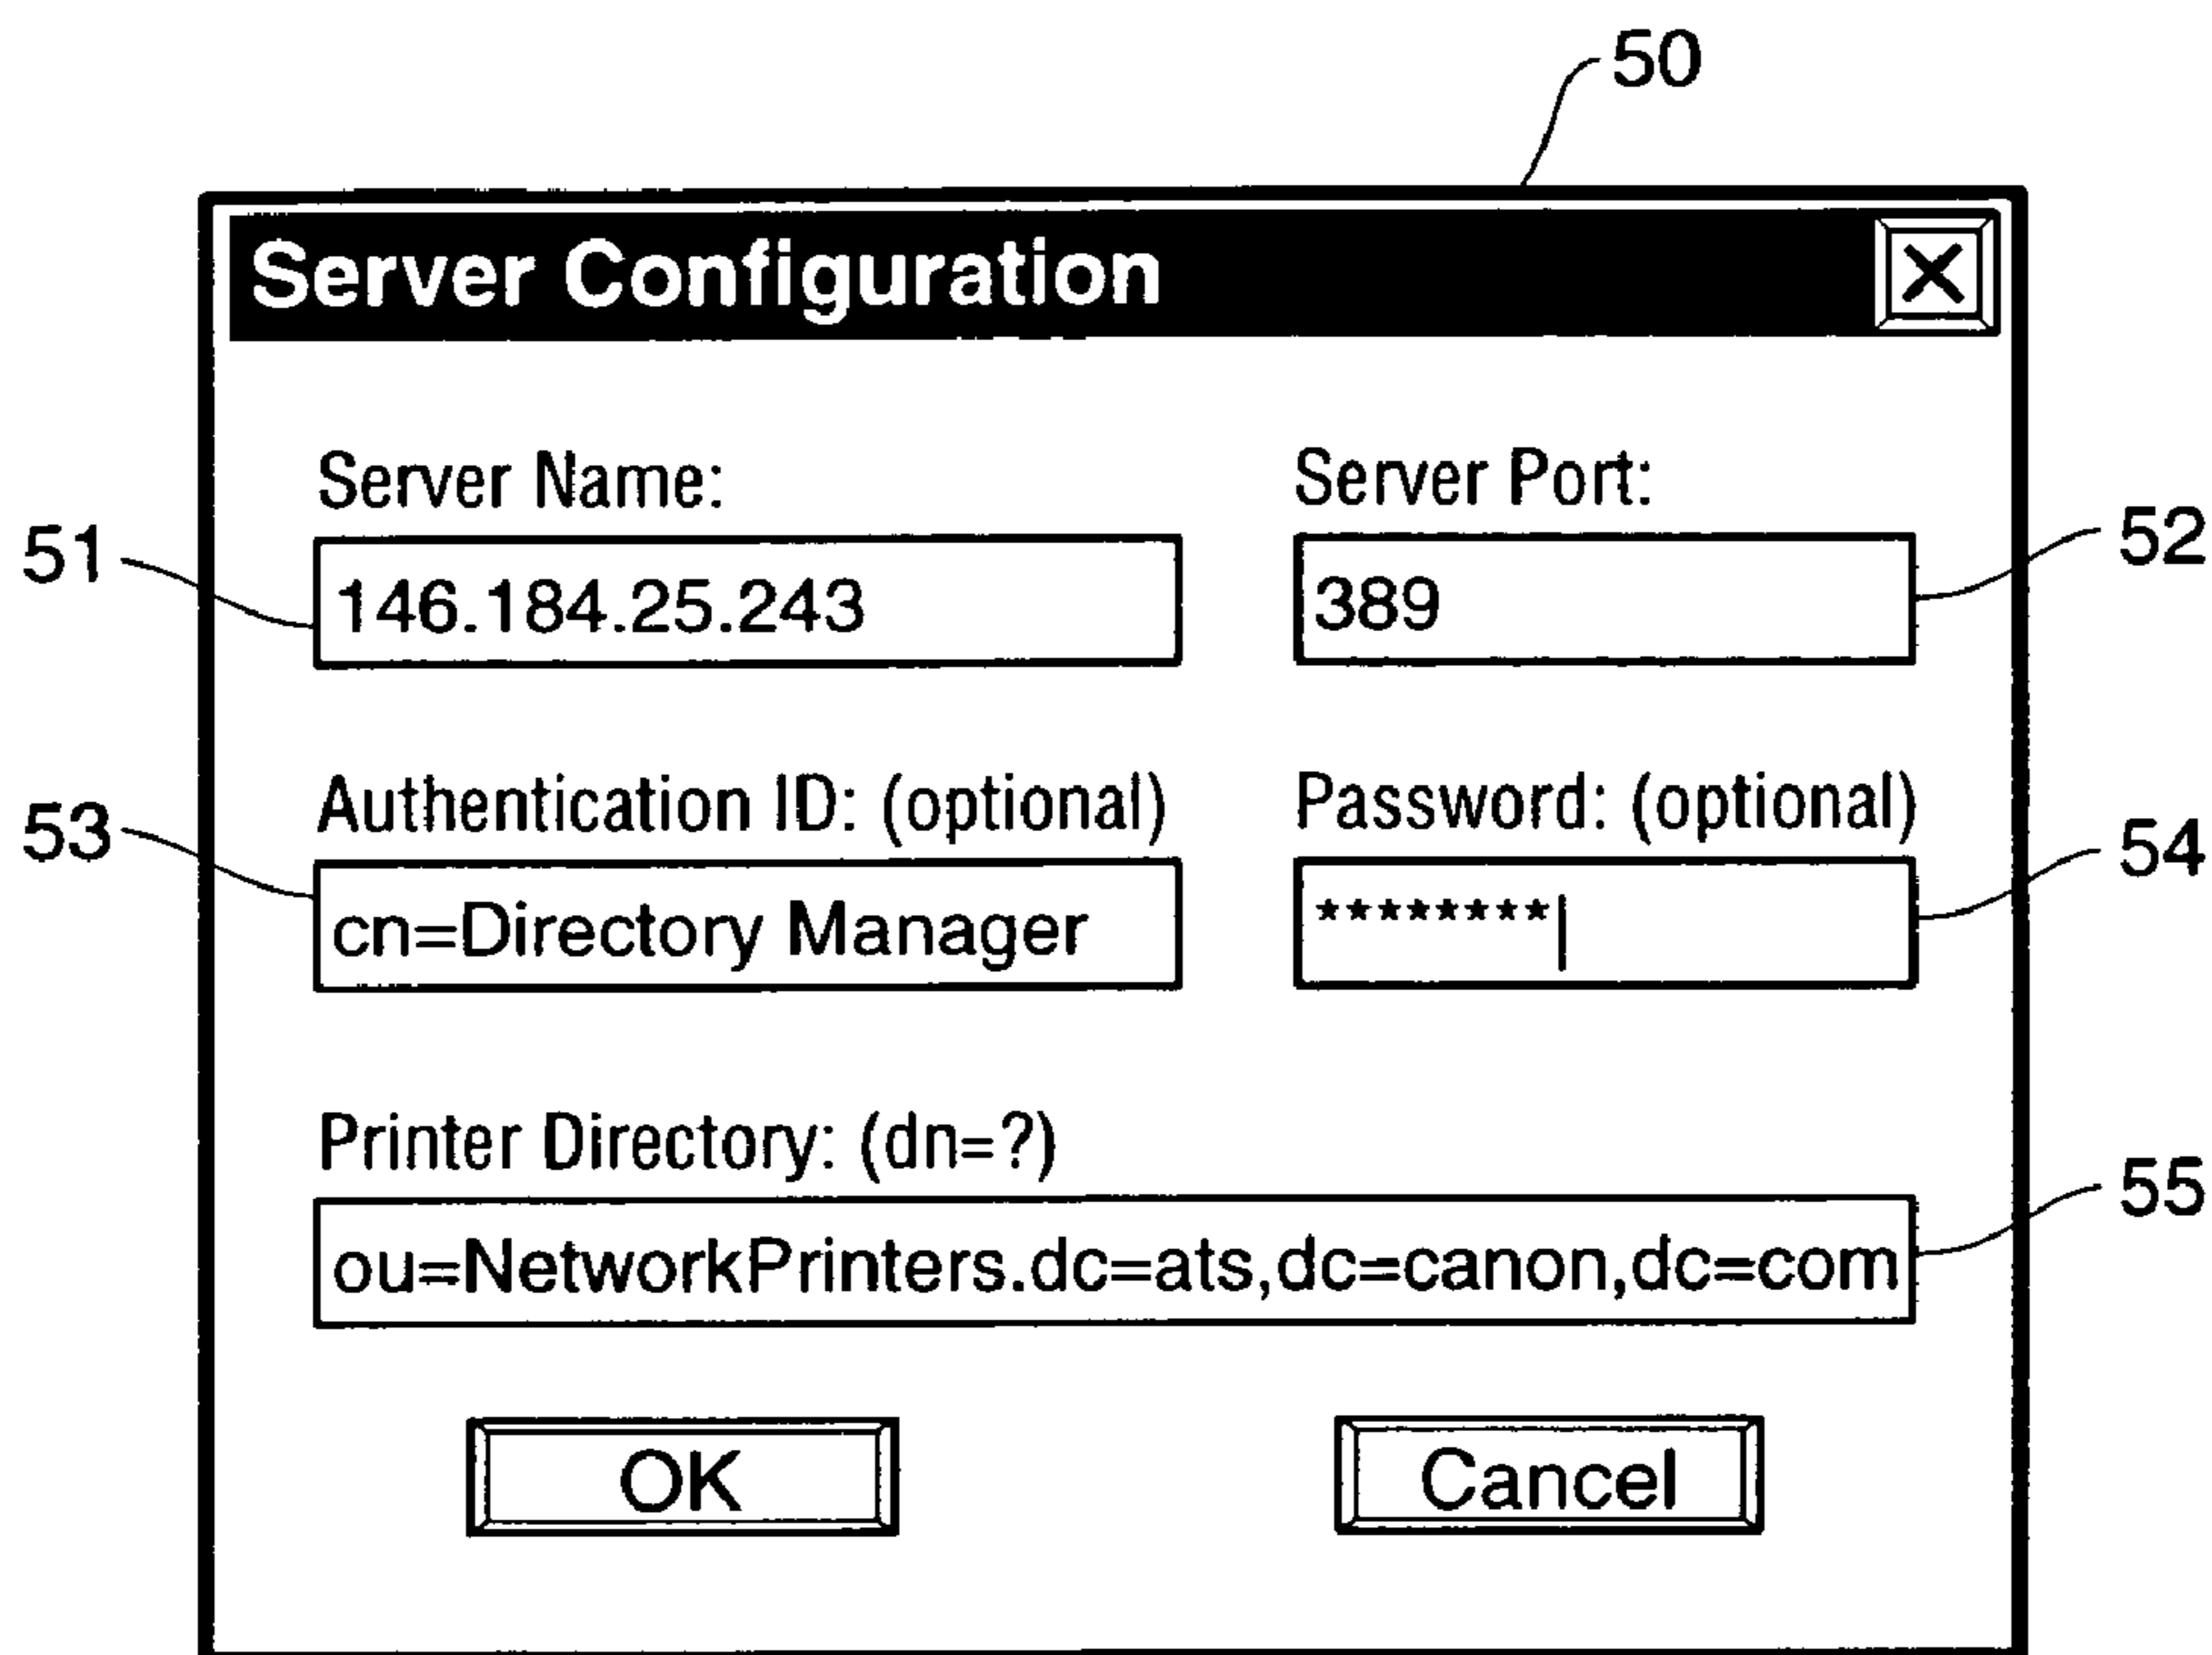 50
Server Configuration
Server Name: Server Port:
51 146.184.25.243 389 52
Authentication ID: (optional) Password: (optional)
53 cn=Directory Manager ********| 54
Printer Directory: (dn=?)
ou=NetworkPrinters.dc=ats,dc=canon,dc=com 55
OK Cancel